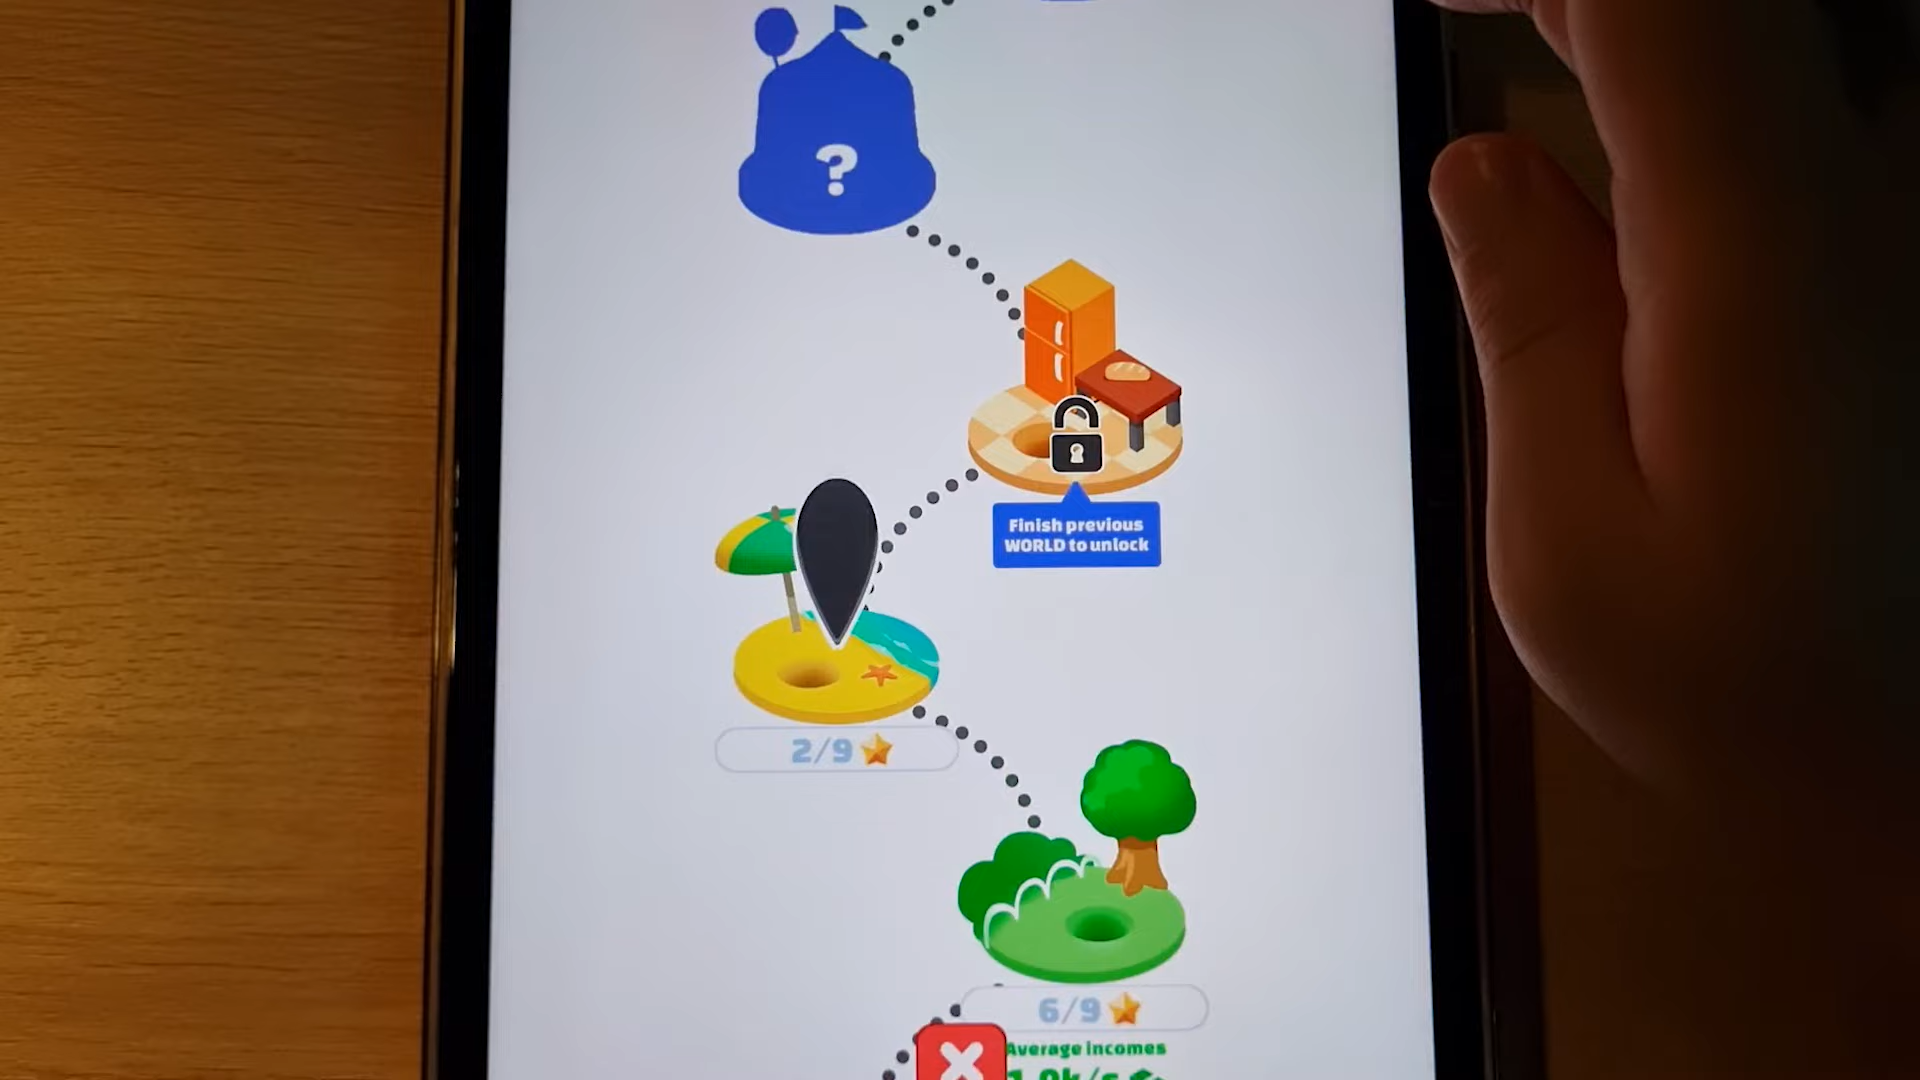 ?
Finish previous
WORLD to unlock
2/9
6/9
Average incomes